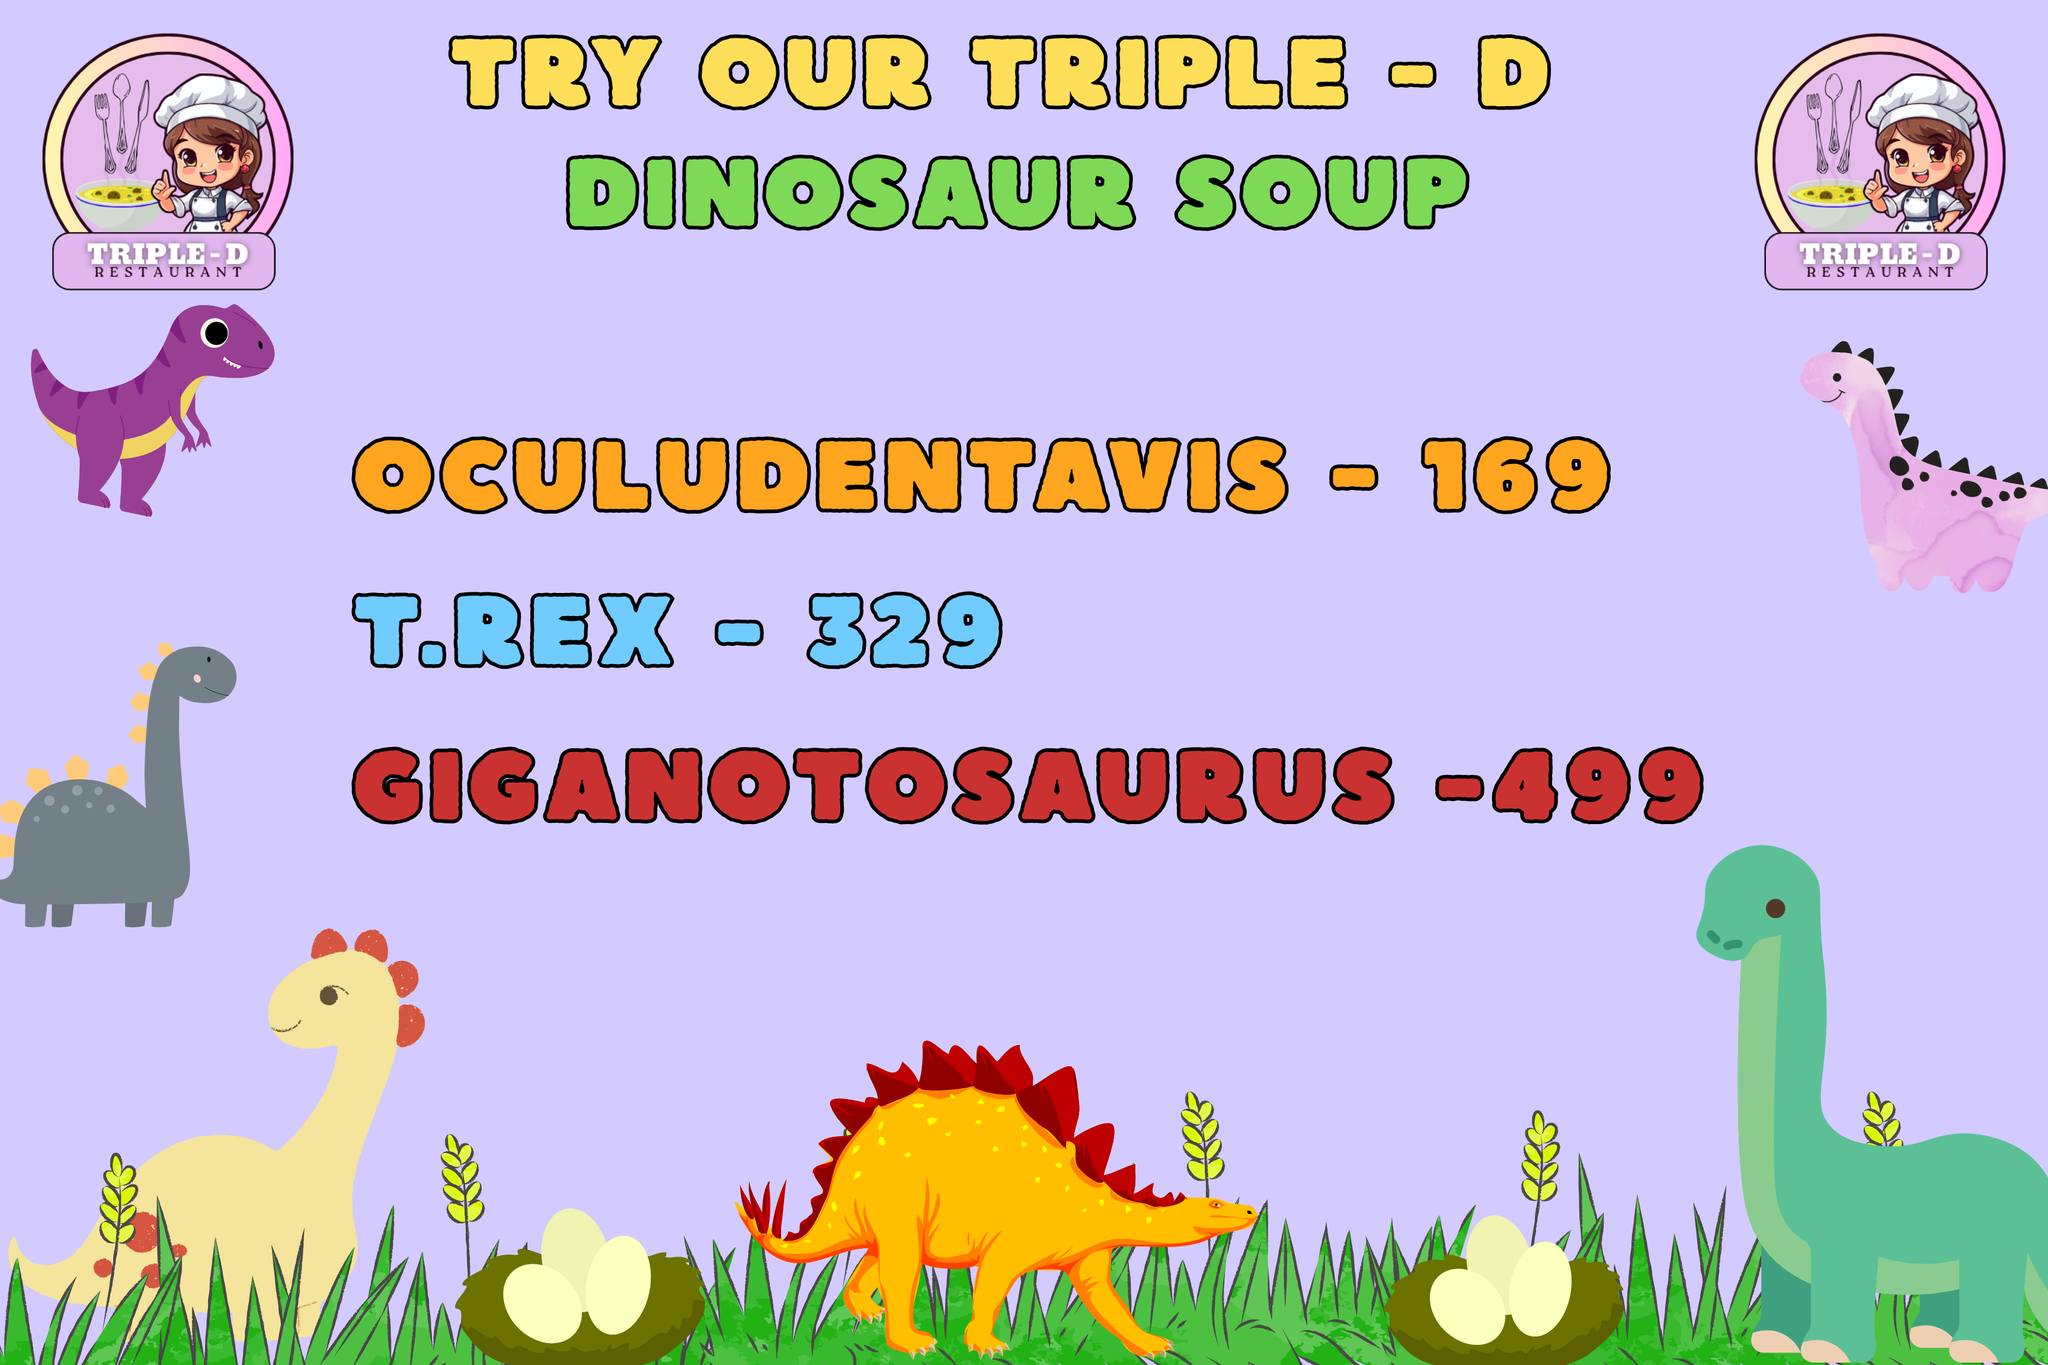 TRY OUR TRIPLE - D
DINOSAUR SOUP
TRIPLE-D
RESTAURANT
TRIPLE-D
RESTAURANT
OCULUDENTAVIS - 169
T.REX - 329
GIGANOTOSAURUS -499